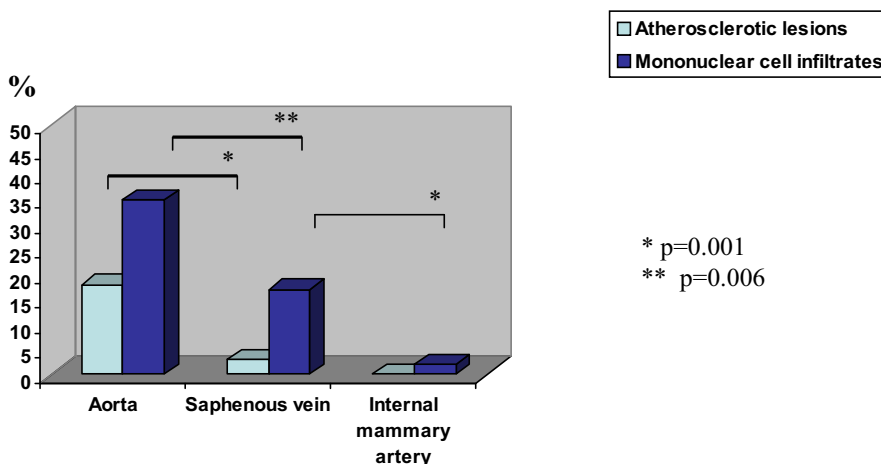 Atherosclerotic lesions
Mononuclear cell infiltrates
%
50
45
40
35
30
25
20
15
10
5
0
**
*
*
Aorta
Saphenous vein
Internal
mammary
artery
* p=0.001
** p=0.006